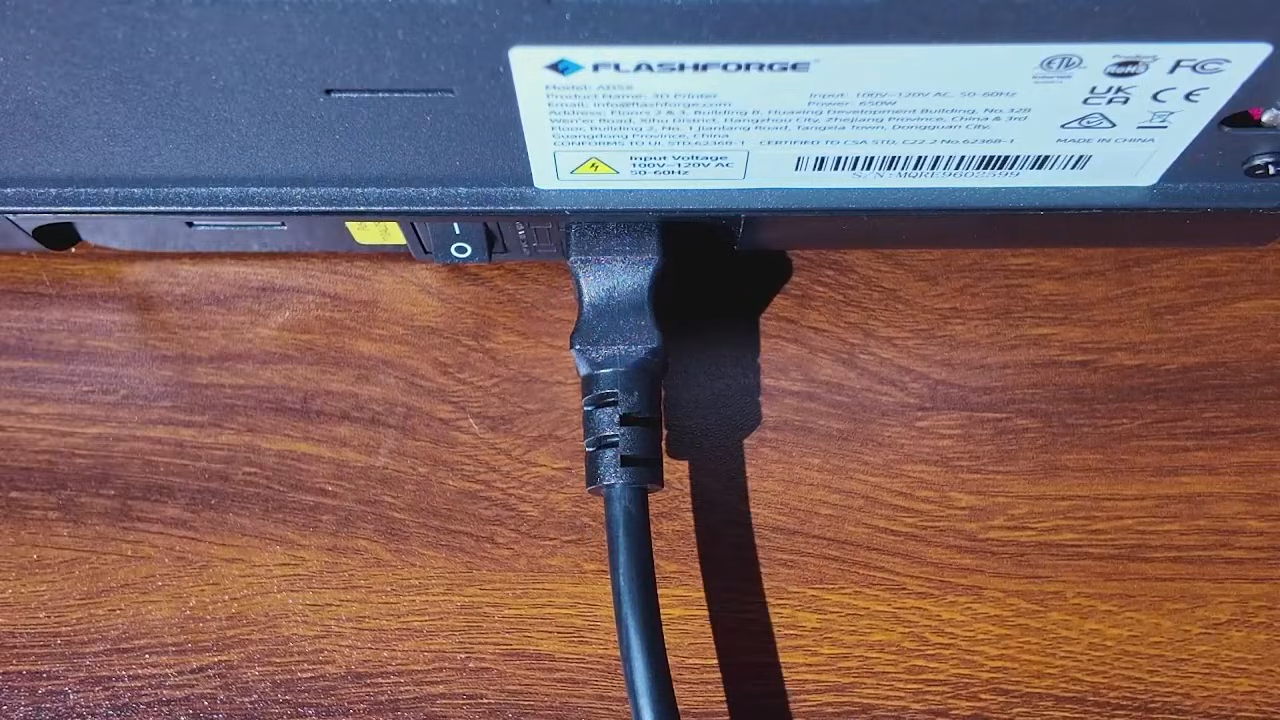 FLASHFORGE
Model: AD5X
Product Name: 3D Printer
Email: info@flashforge.com
Address: Floors 2 & 3, Building B, Huaxing Development Building, No.328
Wen'er Road, Xihu District, Hangzhou City, Zhejiang Province, China & 3rd
Floor, Building 2, No. 1 Jianlang Road, Tangxia Town, Dongguan City,
Guangdong Province, China
CONFORMS TO UL STD.62368-1 CERTIFIED TO CSA STD. C22.2 No.62368-1
Input: 100V~120V AC, 50-60Hz
Power: 650W
ETL
RoHS
FC
UK
CA
CE
MADE IN CHINA
Input Voltage
100V~120V AC
50-60Hz